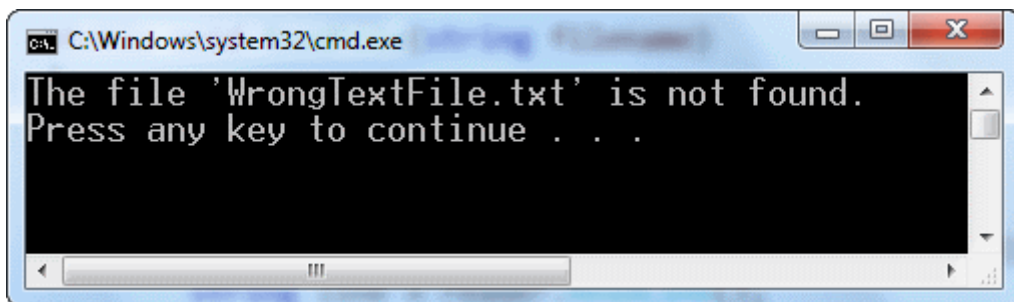 C:\Windows\system32\cmd.exe
The file 'WrongTextFile.txt' is not found.
Press any key to continue . . .